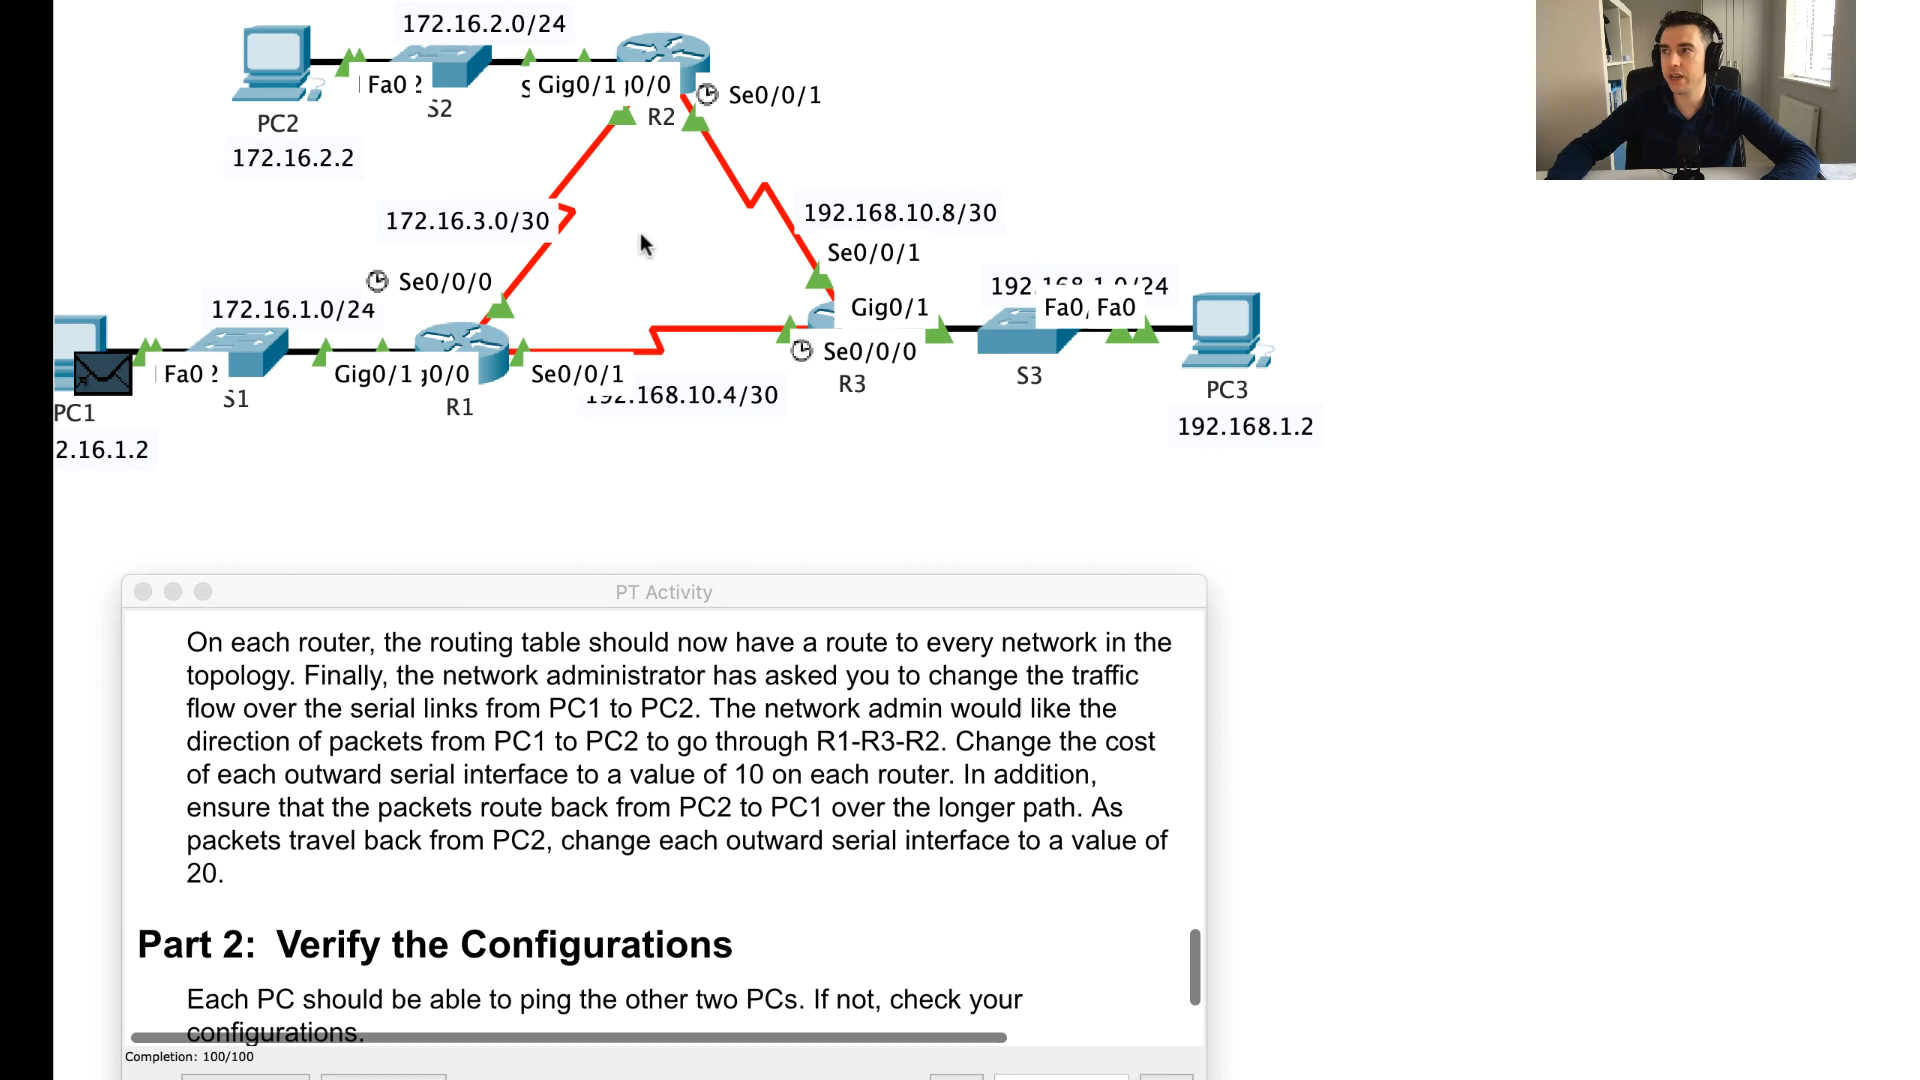 172.16.2.0/24
Fa0
Gig0/1
0/0
Se0/0/1
S2
R2
PC2
172.16.2.2
172.16.3.0/30
192.168.10.8/30
Se0/0/1
Se0/0/0
192.168.1.0/24
172.16.1.0/24
Gig0/1
Fa0
Fa0
Se0/0/0
Fa0
Gig0/1
0/0
Se0/0/1
S1
R1
192.168.10.4/30
R3
S3
PC3
PC1
192.168.1.2
2.16.1.2
PT Activity
On each router, the routing table should now have a route to every network in the
topology. Finally, the network administrator has asked you to change the traffic
flow over the serial links from PC1 to PC2. The network admin would like the
direction of packets from PC1 to PC2 to go through R1-R3-R2. Change the cost
of each outward serial interface to a value of 10 on each router. In addition,
ensure that the packets route back from PC2 to PC1 over the longer path. As
packets travel back from PC2, change each outward serial interface to a value of
20.
Part 2: Verify the Configurations
Each PC should be able to ping the other two PCs. If not, check your
configurations.
Completion: 100/100